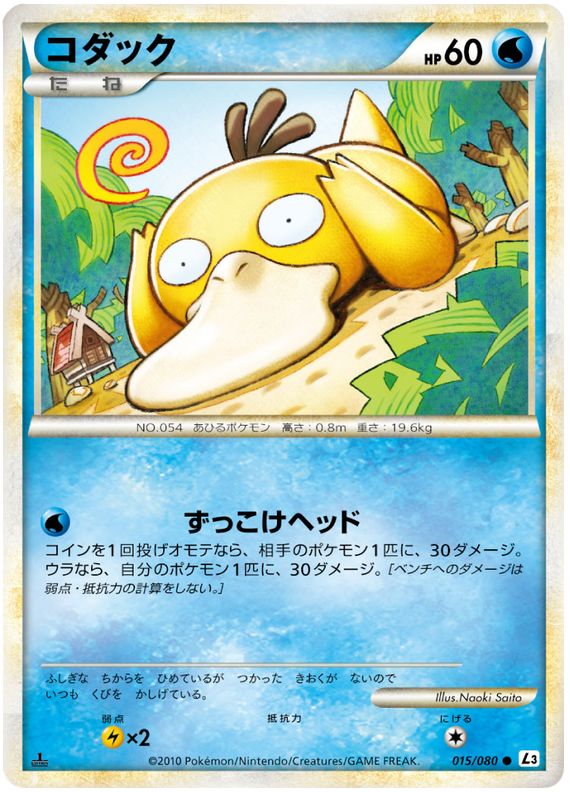 コダック
HP60
たね
NO.054 あひるポケモン 高さ：0.8m 重さ：19.6kg
ずっこけヘッド
コインを1回投げオモテなら、相手のポケモン1匹に、30ダメージ。
ウラなら、自分のポケモン1匹に、30ダメージ。［ベンチへのダメージは
弱点・抵抗力の計算をしない。］
ふしぎな ちからを ひめているが つかった きおくが ないので
いつも くびを かしげている。
Illus.Naoki Saito
弱点 抵抗力 にげる
×2
©2010 Pokémon/Nintendo/Creatures/GAME FREAK.
015/080 ● L3